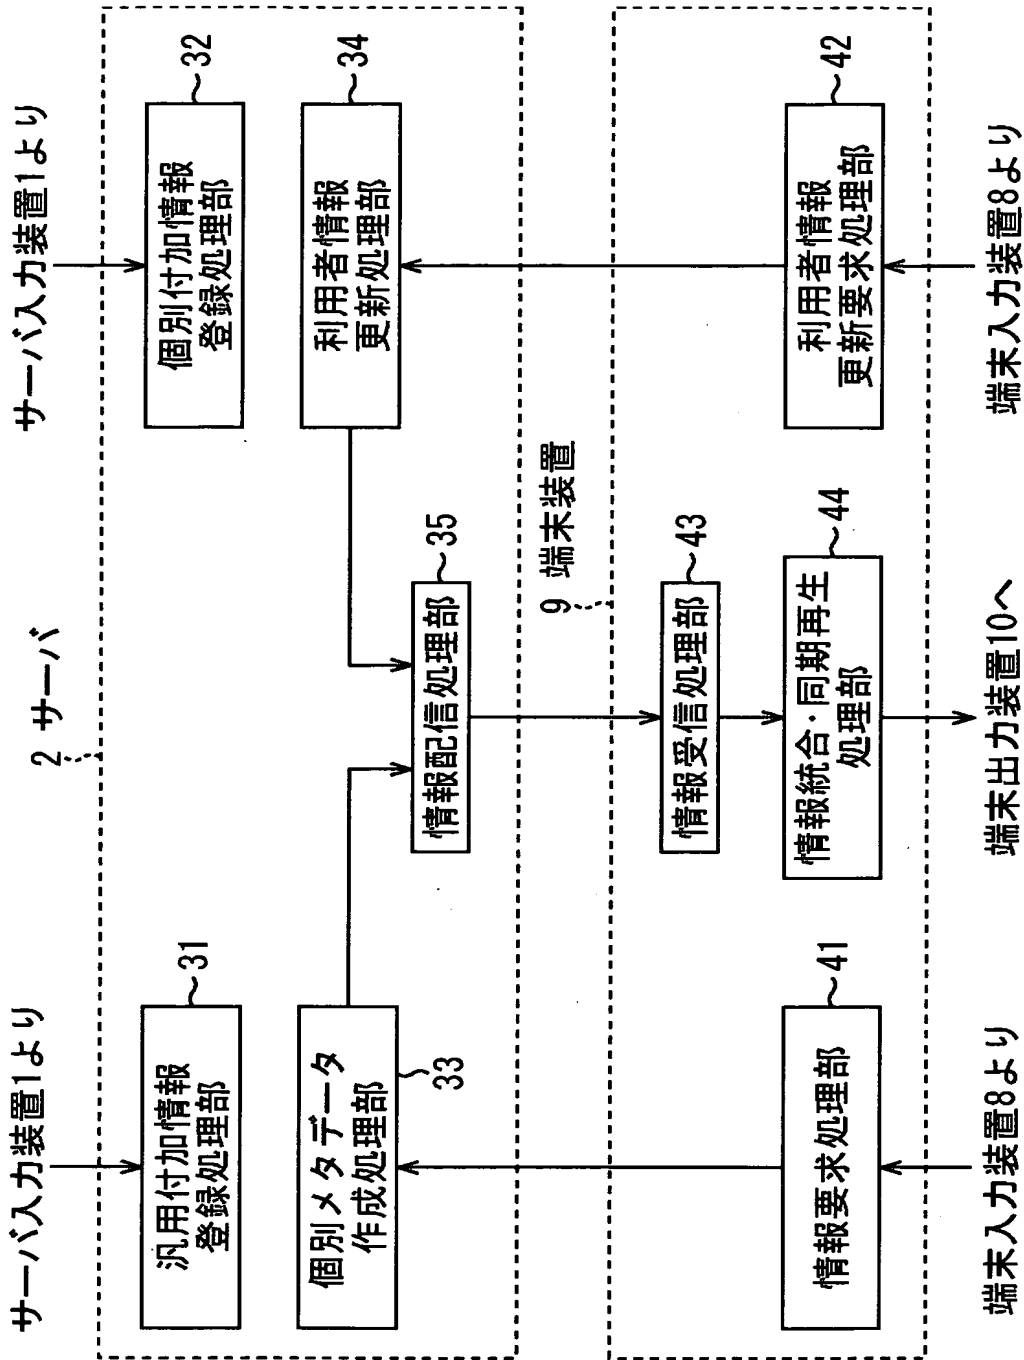 サーバ入力装置1より
サーバ入力装置1より
2 サーバ
汎用付加情報
登録処理部
31
個別付加情報
登録処理部
32
個別メタデータ
作成処理部
33
利用者情報
更新処理部
34
情報配信処理部
35
9 端末装置
情報受信処理部
43
情報要求処理部
41
情報統合・同期再生
処理部
44
利用者情報
更新要求処理部
42
端末入力装置8より
端末出力装置10へ
端末入力装置8より